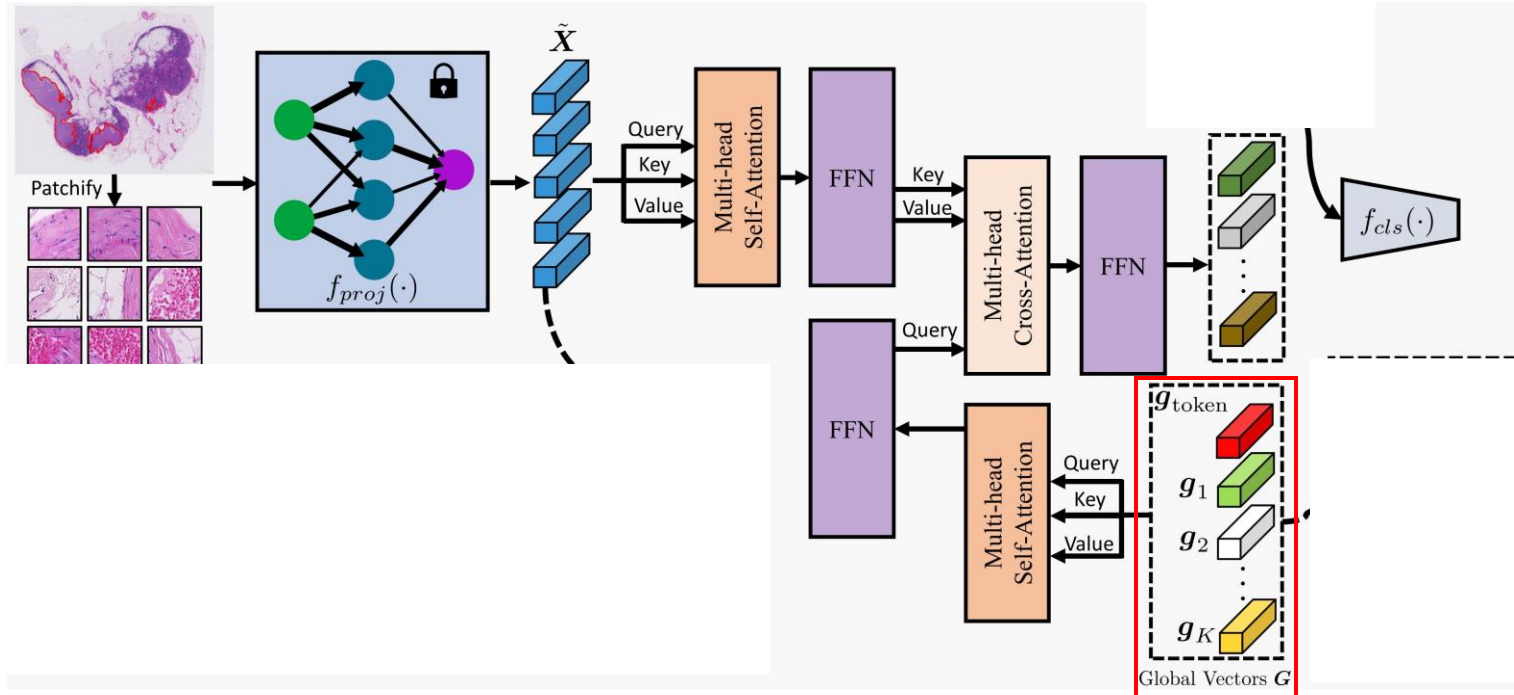 X̃
Patchify
f_proj(·)
Query
Key
Value
Multi-head
Self-Attention
FFN
Key
Value
Query
Multi-head
Cross-Attention
FFN
f_cls(·)
FFN
Multi-head
Self-Attention
Query
Key
Value
g_token
g_1
g_2
g_K
Global Vectors G